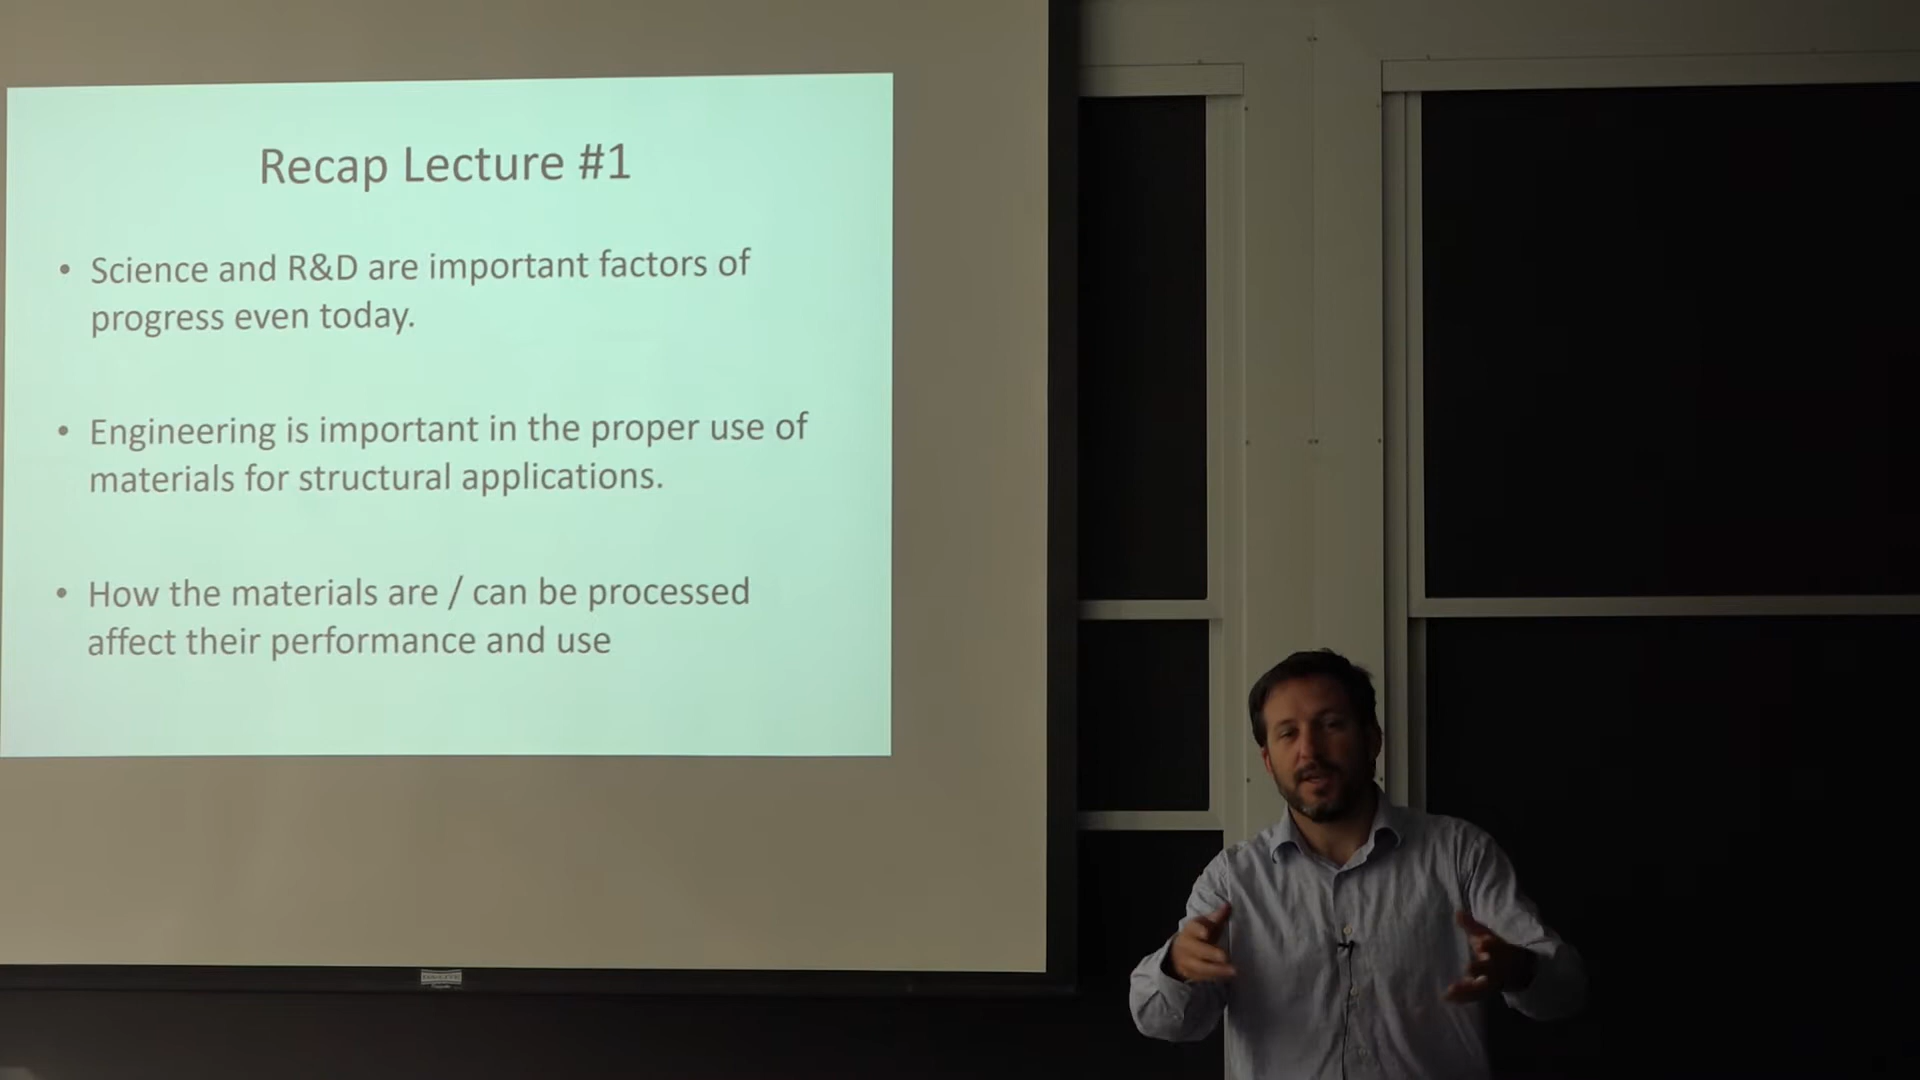 Recap Lecture #1
• Science and R&D are important factors of
progress even today.
• Engineering is important in the proper use of
materials for structural applications.
• How the materials are / can be processed
affect their performance and use